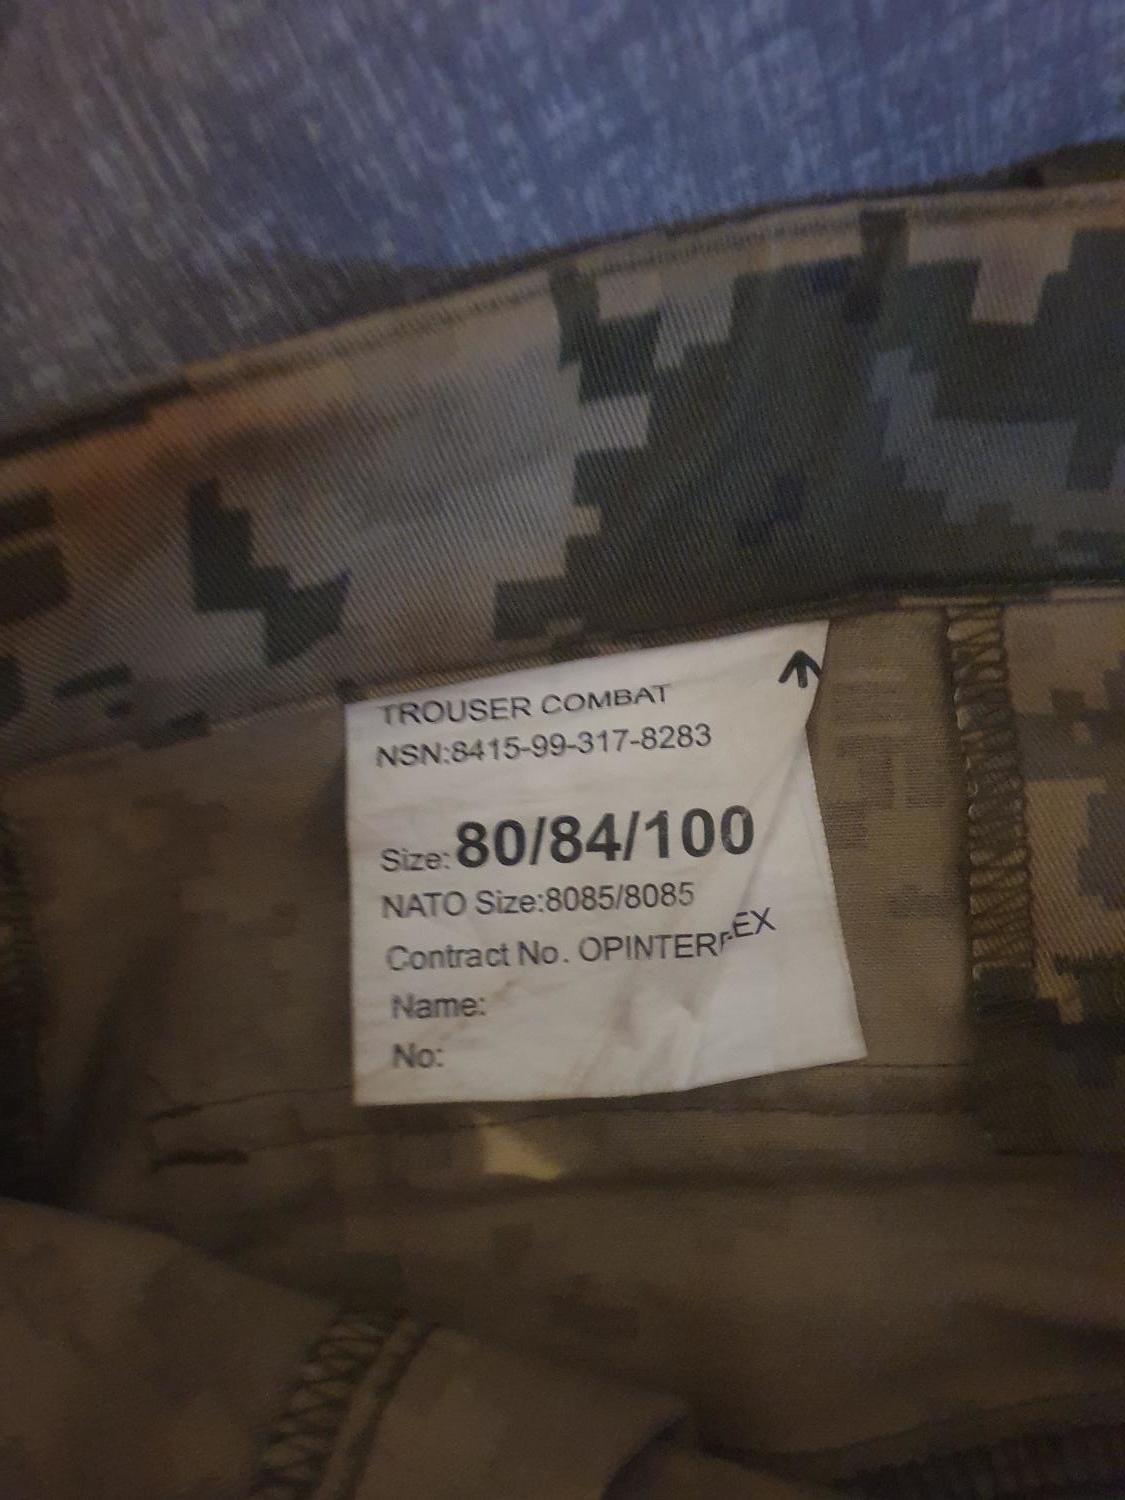 TROUSER COMBAT
NSN:8415-99-317-8283
Size: 80/84/100
NATO Size:8085/8085
Contract No. OPINTERFLEX
Name:
No: